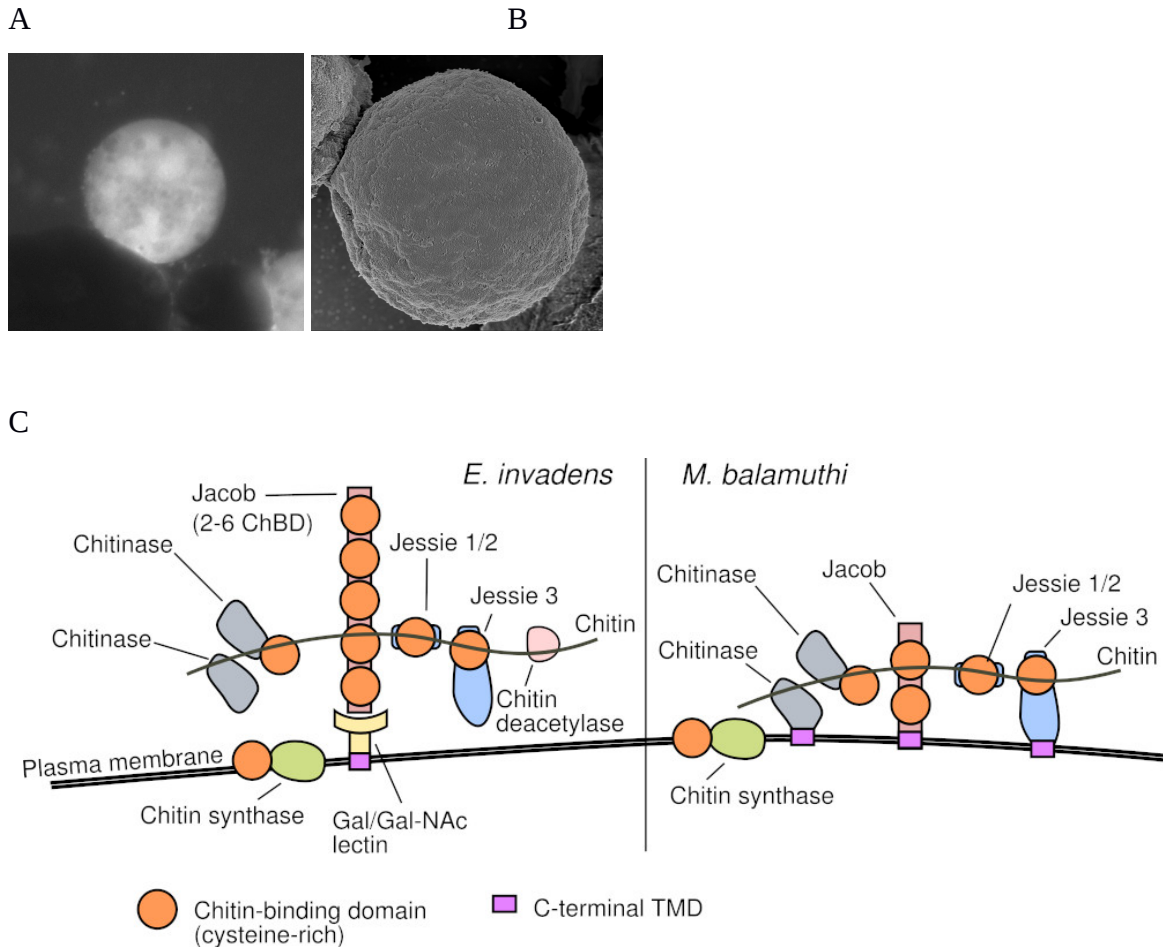 A
B
C
E. invadens
M. balamuthi
Jacob
(2-6 ChBD)
Chitinase
Chitinase
Jessie 1/2
Jessie 3
Chitin
Chitin
deacetylase
Plasma membrane
Chitin synthase
Gal/Gal-NAc
lectin
Chitinase
Chitinase
Jacob
Jessie 1/2
Jessie 3
Chitin
Chitin synthase
Chitin-binding domain
(cysteine-rich)
C-terminal TMD